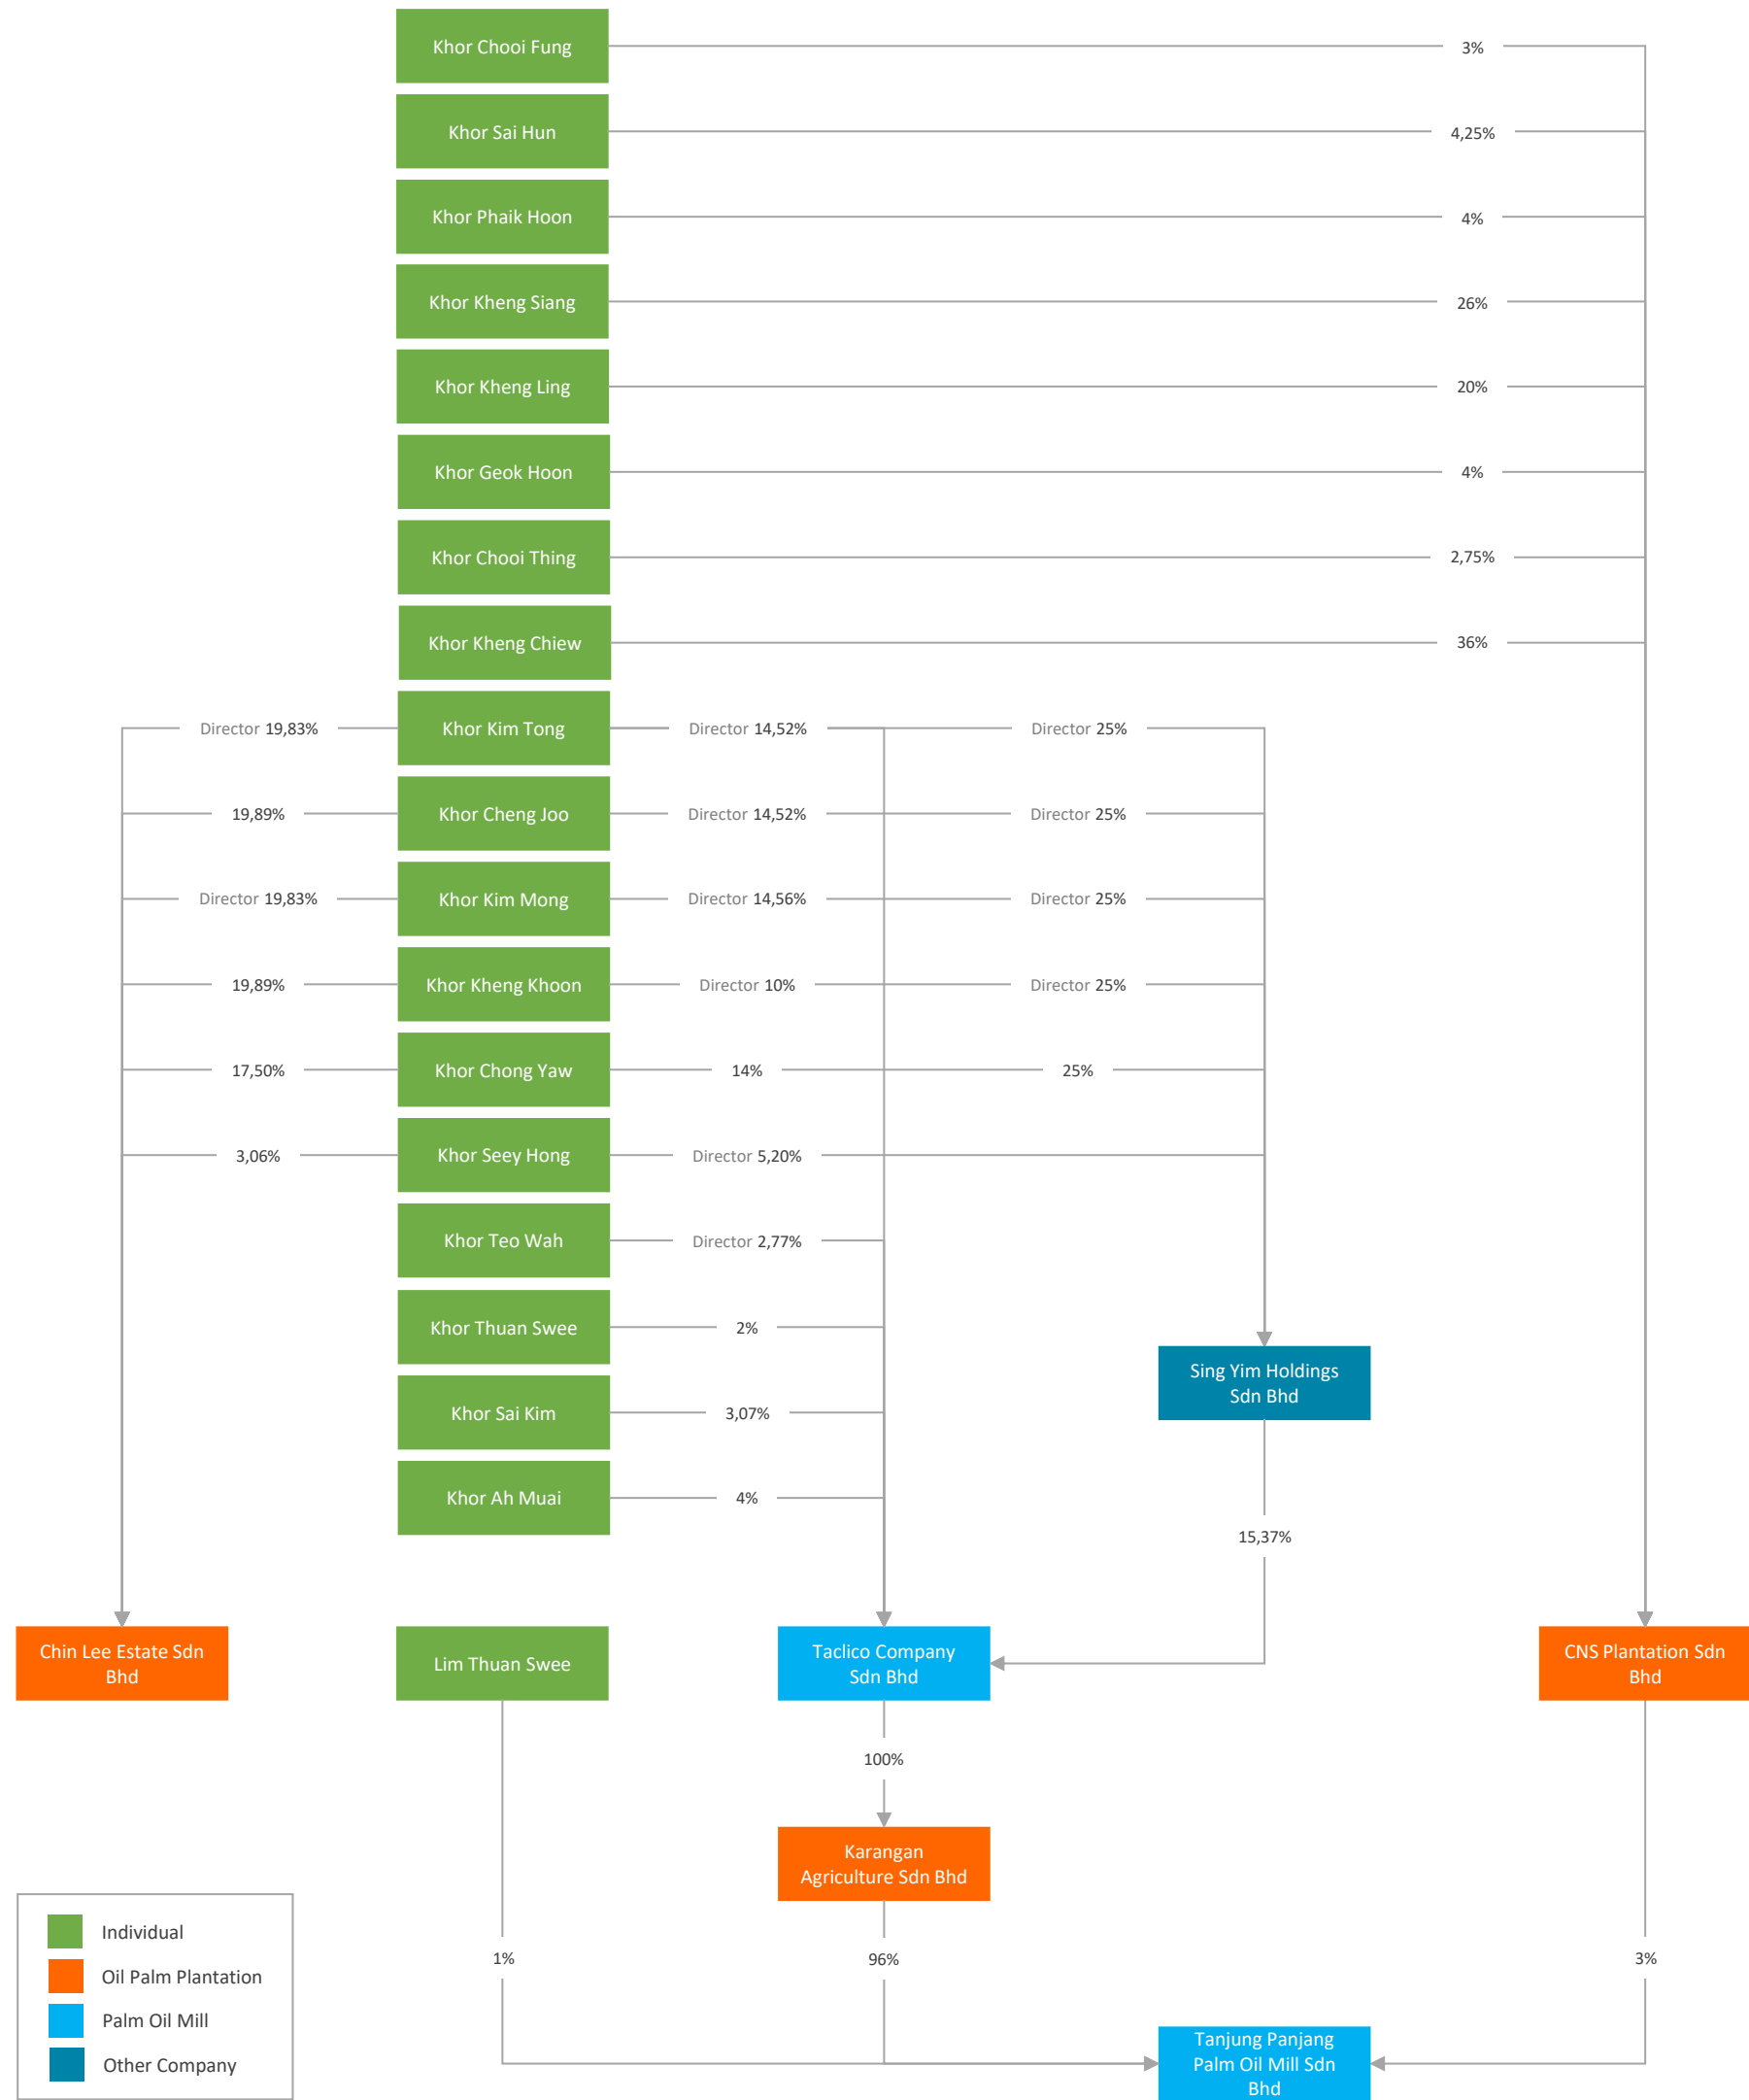 Khor Chooi Fung
3%
Khor Sai Hun
4,25%
Khor Phaik Hoon
4%
Khor Kheng Siang
26%
Khor Kheng Ling
20%
Khor Geok Hoon
4%
Khor Chooi Thing
2,75%
Khor Kheng Chiew
36%
Director 19,83%
Khor Kim Tong
Director 14,52%
Director 25%
19,89%
Khor Cheng Joo
Director 14,52%
Director 25%
Director 19,83%
Khor Kim Mong
Director 14,56%
Director 25%
19,89%
Khor Kheng Khoon
Director 10%
Director 25%
17,50%
Khor Chong Yaw
14%
25%
3,06%
Khor Seey Hong
Director 5,20%
Khor Teo Wah
Director 2,77%
Khor Thuan Swee
2%
Sing Yim Holdings
Sdn Bhd
Khor Sai Kim
3,07%
Khor Ah Muai
4%
15,37%
Chin Lee Estate Sdn
Bhd
Lim Thuan Swee
Taclico Company
Sdn Bhd
CNS Plantation Sdn
Bhd
100%
Karangan
Agriculture Sdn Bhd
1%
96%
3%
Individual
Oil Palm Plantation
Palm Oil Mill
Other Company
Tanjung Panjang
Palm Oil Mill Sdn
Bhd